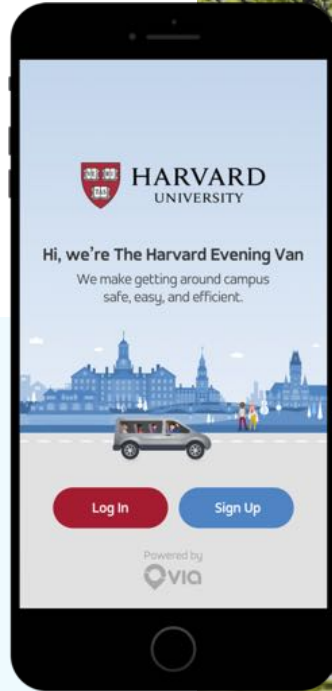 HARVARD
UNIVERSITY
Hi, we're The Harvard Evening Van
We make getting around campus
safe, easy, and efficient.
Log In
Sign Up
Powered by
via